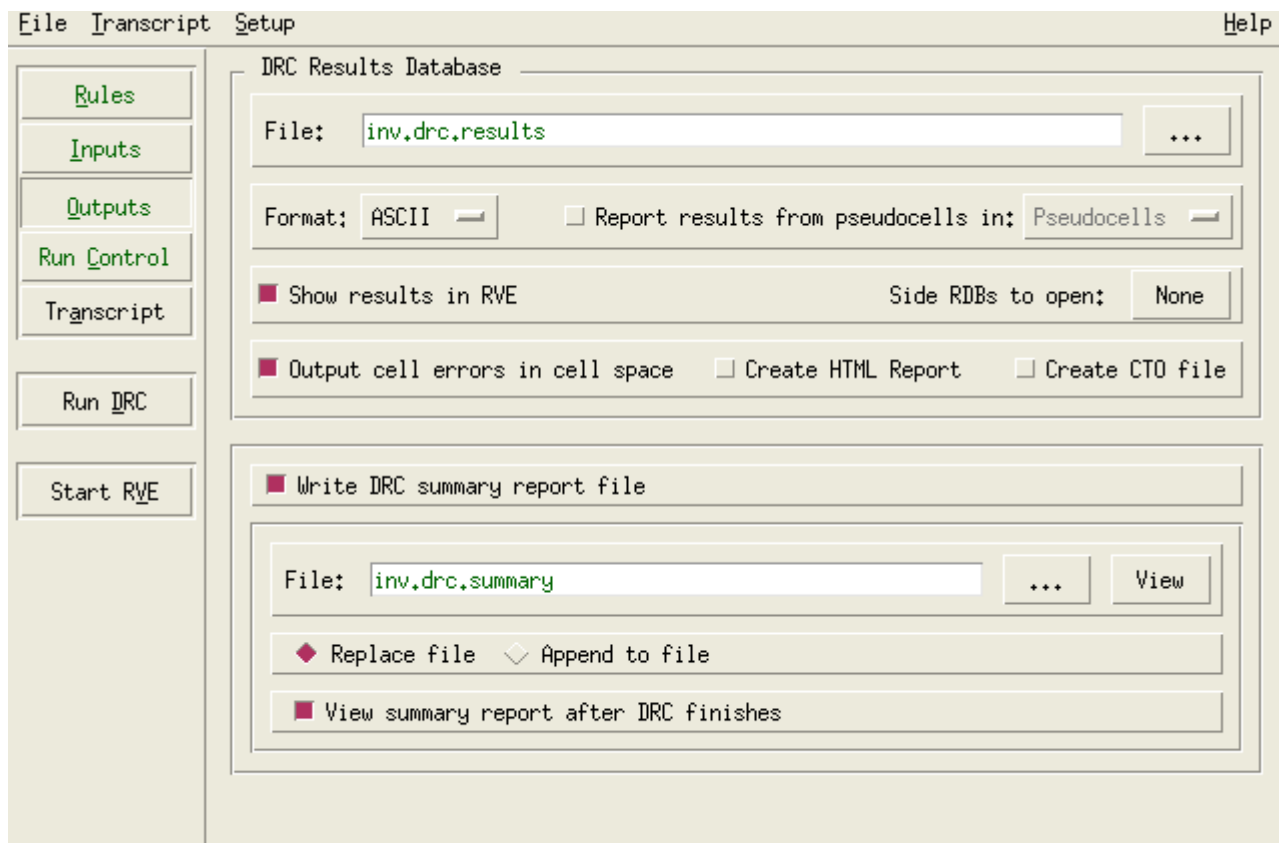 File Transcript Setup Help
Rules
Inputs
Outputs
Run Control
Transcript
Run DRC
Start RVE
DRC Results Database
File: inv.drc.results ...
Format: ASCII Report results from pseudocells in: Pseudocells
Show results in RVE Side RDBs to open: None
Output cell errors in cell space Create HTML Report Create CTO file
Write DRC summary report file
File: inv.drc.summary ... View
Replace file Append to file
View summary report after DRC finishes